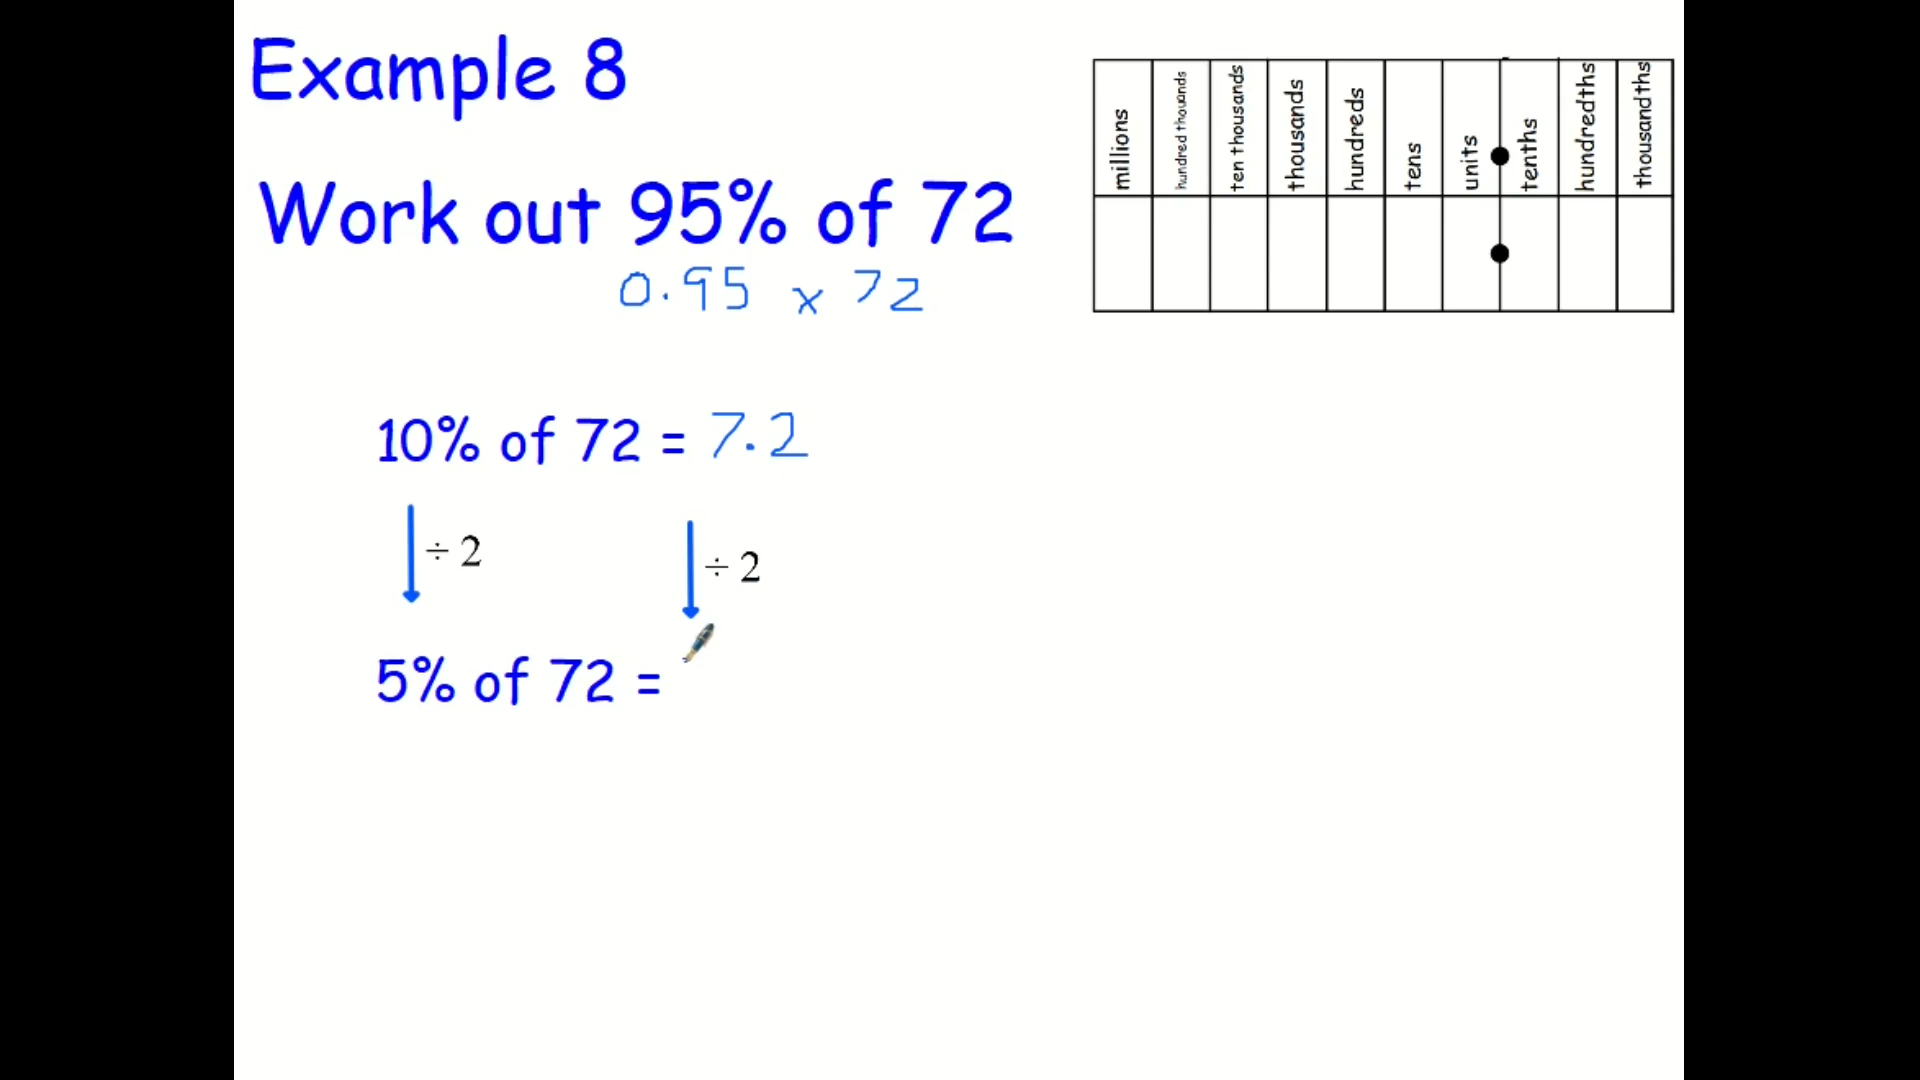 Example 8
Work out 95% of 72
0.95 x 72
10% of 72 = 7.2
÷ 2
÷ 2
5% of 72 =
millions
hundred thouands
ten thousands
thousands
hundreds
tens
units
tenths
hundredths
thousandths